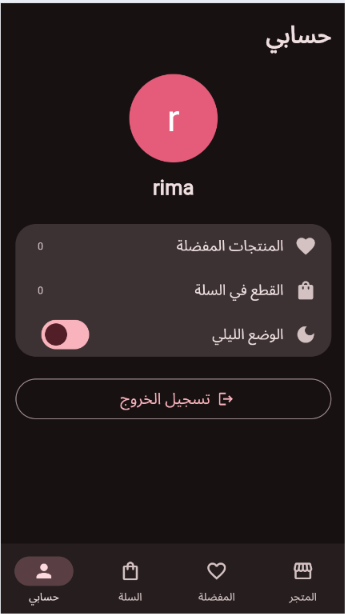 حسابي
r
rima
المنتجات المفضلة 0
القطع في السلة 0
الوضع الليلي
تسجيل الخروج
المتجر
المفضلة
السلة
حسابي